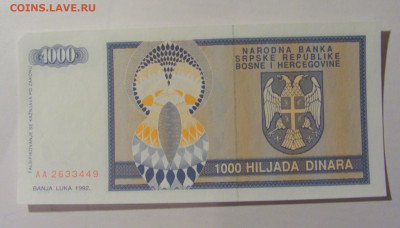 COINS.LAVE.RU
1000
NARODNA BANKA
SRPSKE REPUBLIKE
BOSNE I HERCEGOVINE
AA 2633449
1000 HILJADA DINARA
BANJA LUKA 1992